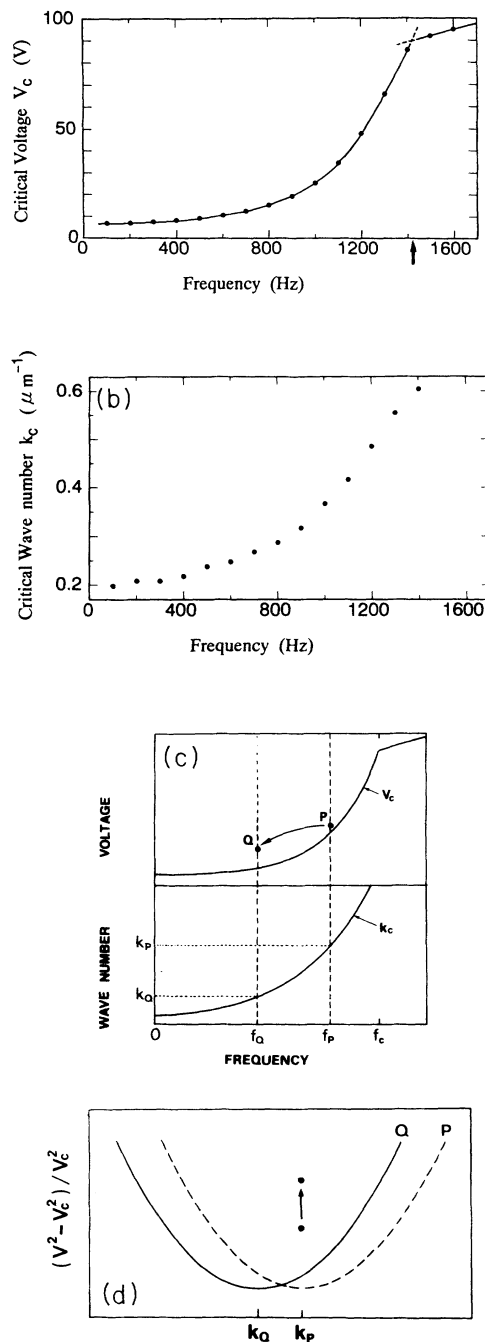 100
50
0
Critical Voltage V_C (V)
0 400 800 1200 1600
Frequency (Hz)
(b)
0.6
0.4
0.2
Critical Wave number k_C (μm⁻¹)
0 400 800 1200 1600
Frequency (Hz)
(c)
VOLTAGE
Q
P
V_c
WAVE NUMBER
k_P
k_Q
k_c
0 f_Q f_P f_c
FREQUENCY
(V²−V_c²)/V_c²
Q P
(d)
k_Q k_P